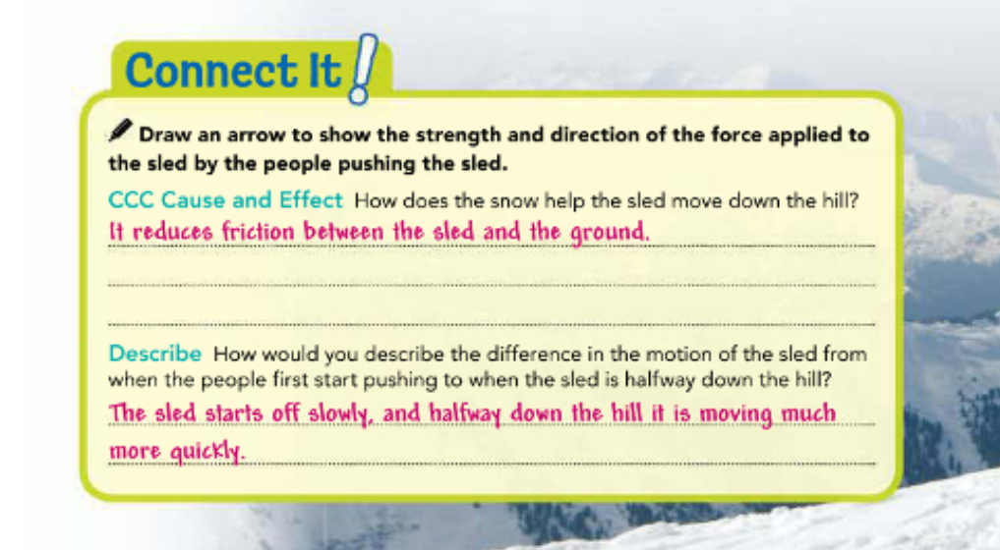 Connect It!
Draw an arrow to show the strength and direction of the force applied to
the sled by the people pushing the sled.
CCC Cause and Effect How does the snow help the sled move down the hill?
It reduces friction between the sled and the ground.
Describe How would you describe the difference in the motion of the sled from
when the people first start pushing to when the sled is halfway down the hill?
The sled starts off slowly, and halfway down the hill it is moving much
more quickly.